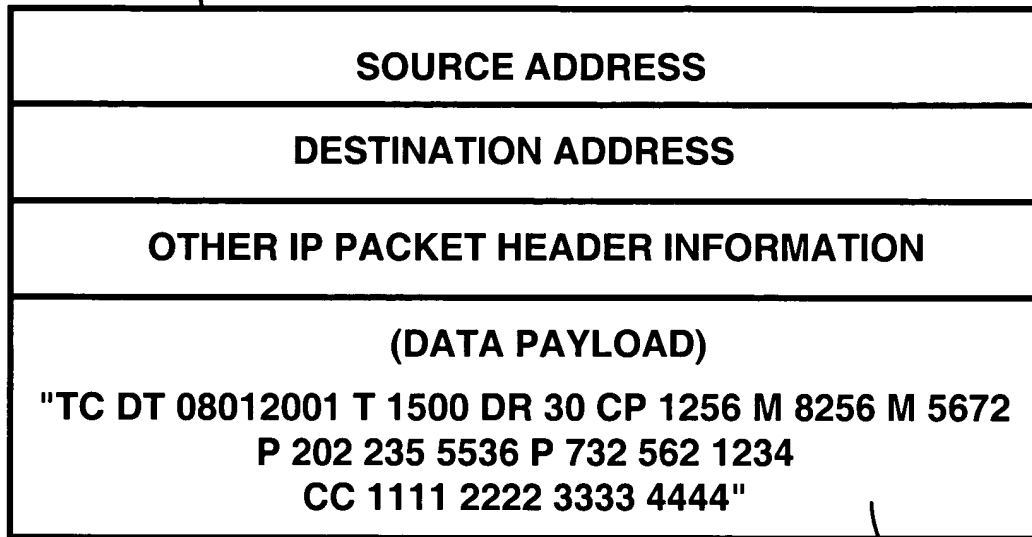 SOURCE ADDRESS
DESTINATION ADDRESS
OTHER IP PACKET HEADER INFORMATION
(DATA PAYLOAD)
"TC DT 08012001 T 1500 DR 30 CP 1256 M 8256 M 5672
P 202 235 5536 P 732 562 1234
CC 1111 2222 3333 4444"